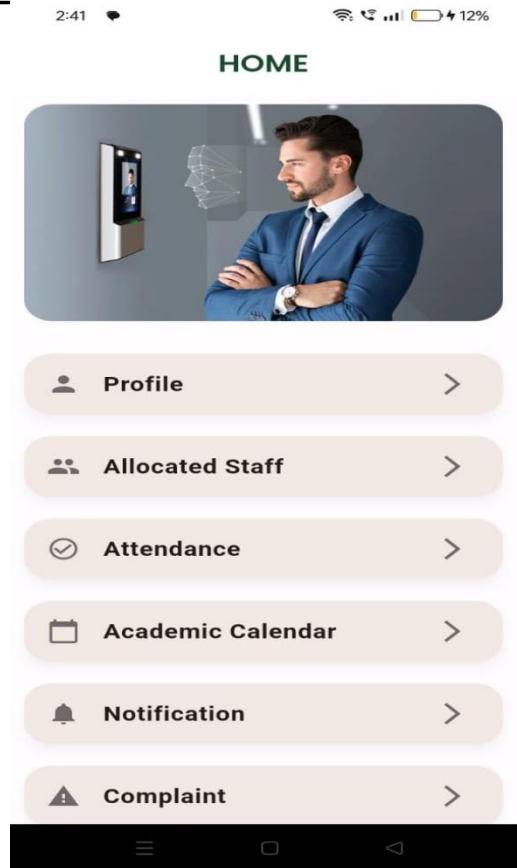 2:41 12%
HOME
Profile
Allocated Staff
Attendance
Academic Calendar
Notification
Complaint